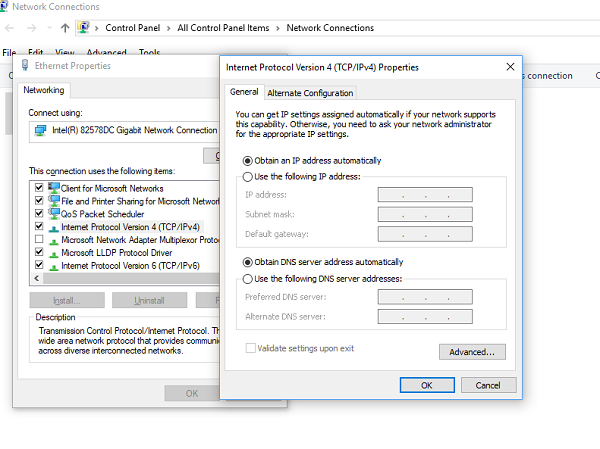 Network Connections
Control Panel > All Control Panel Items > Network Connections
File Edit View Advanced Tools
s connection
Ethernet Properties
Networking
Connect using:
Intel(R) 82578DC Gigabit Network Connection
This connection uses the following items:
Client for Microsoft Networks
File and Printer Sharing for Microsoft Networ
QoS Packet Scheduler
Internet Protocol Version 4 (TCP/IPv4)
Microsoft Network Adapter Multiplexor Proto
Microsoft LLDP Protocol Driver
Internet Protocol Version 6 (TCP/IPv6)
Install...
Uninstall
Description
Transmission Control Protocol/Internet Protocol. Th
wide area network protocol that provides communic
across diverse interconnected networks.
OK
Internet Protocol Version 4 (TCP/IPv4) Properties
General
Alternate Configuration
You can get IP settings assigned automatically if your network supports
this capability. Otherwise, you need to ask your network administrator
for the appropriate IP settings.
Obtain an IP address automatically
Use the following IP address:
IP address:
Subnet mask:
Default gateway:
Obtain DNS server address automatically
Use the following DNS server addresses:
Preferred DNS server:
Alternate DNS server:
Validate settings upon exit
Advanced...
OK
Cancel